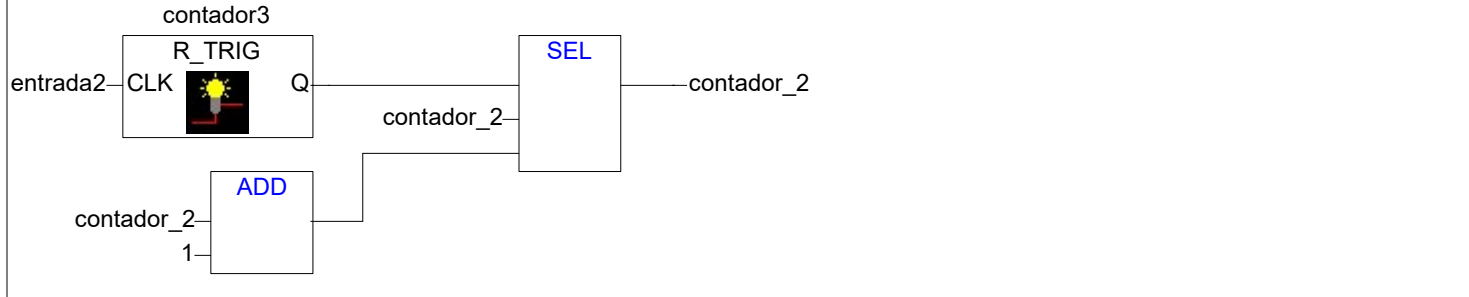 contador3
R_TRIG
SEL
entrada2 CLK Q contador_2
contador_2
ADD
contador_2
1